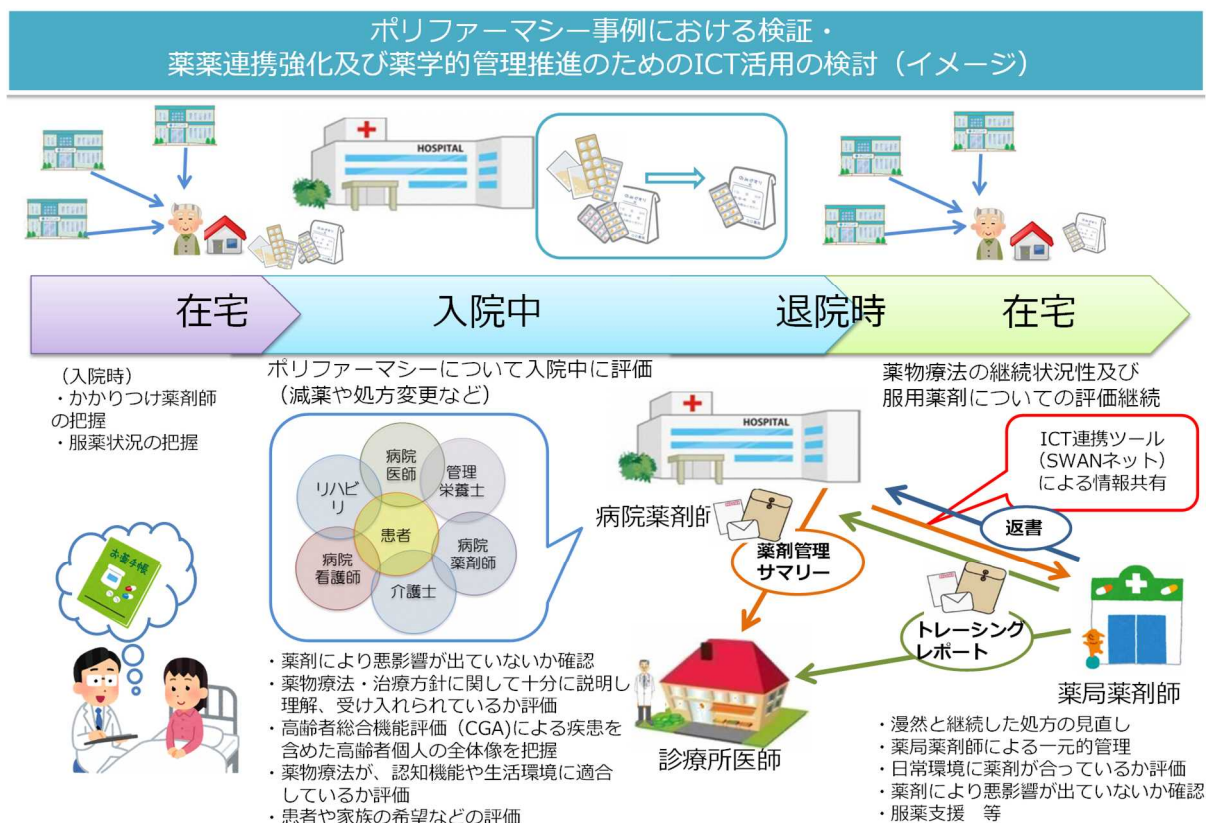 ポリファーマシー事例における検証・
薬薬連携強化及び薬学的管理推進のためのICT活用の検討（イメージ）
HOSPITAL
在宅
入院中
退院時
在宅
（入院時）
・かかりつけ薬剤師
の把握
・服薬状況の把握
お薬手帳
ポリファーマシーについて入院中に評価
（減薬や処方変更など）
病院
医師
管理
栄養士
リハビ
リ
患者
病院
薬剤師
病院
看護師
介護士
・薬剤により悪影響が出ていないか確認
・薬物療法・治療方針に関して十分に説明し
理解、受け入れられているか評価
・高齢者総合機能評価（CGA)による疾患を
含めた高齢者個人の全体像を把握
・薬物療法が、認知機能や生活環境に適合
しているか評価
・患者や家族の希望などの評価
HOSPITAL
病院薬剤師
薬剤管理
サマリー
診療所医師
薬物療法の継続状況性及び
服用薬剤についての評価継続
ICT連携ツール
（SWANネット）
による情報共有
返書
トレーシング
レポート
薬局薬剤師
・漫然と継続した処方の見直し
・薬局薬剤師による一元的管理
・日常環境に薬剤が合っているか評価
・薬剤により悪影響が出ていないか確認
・服薬支援　等